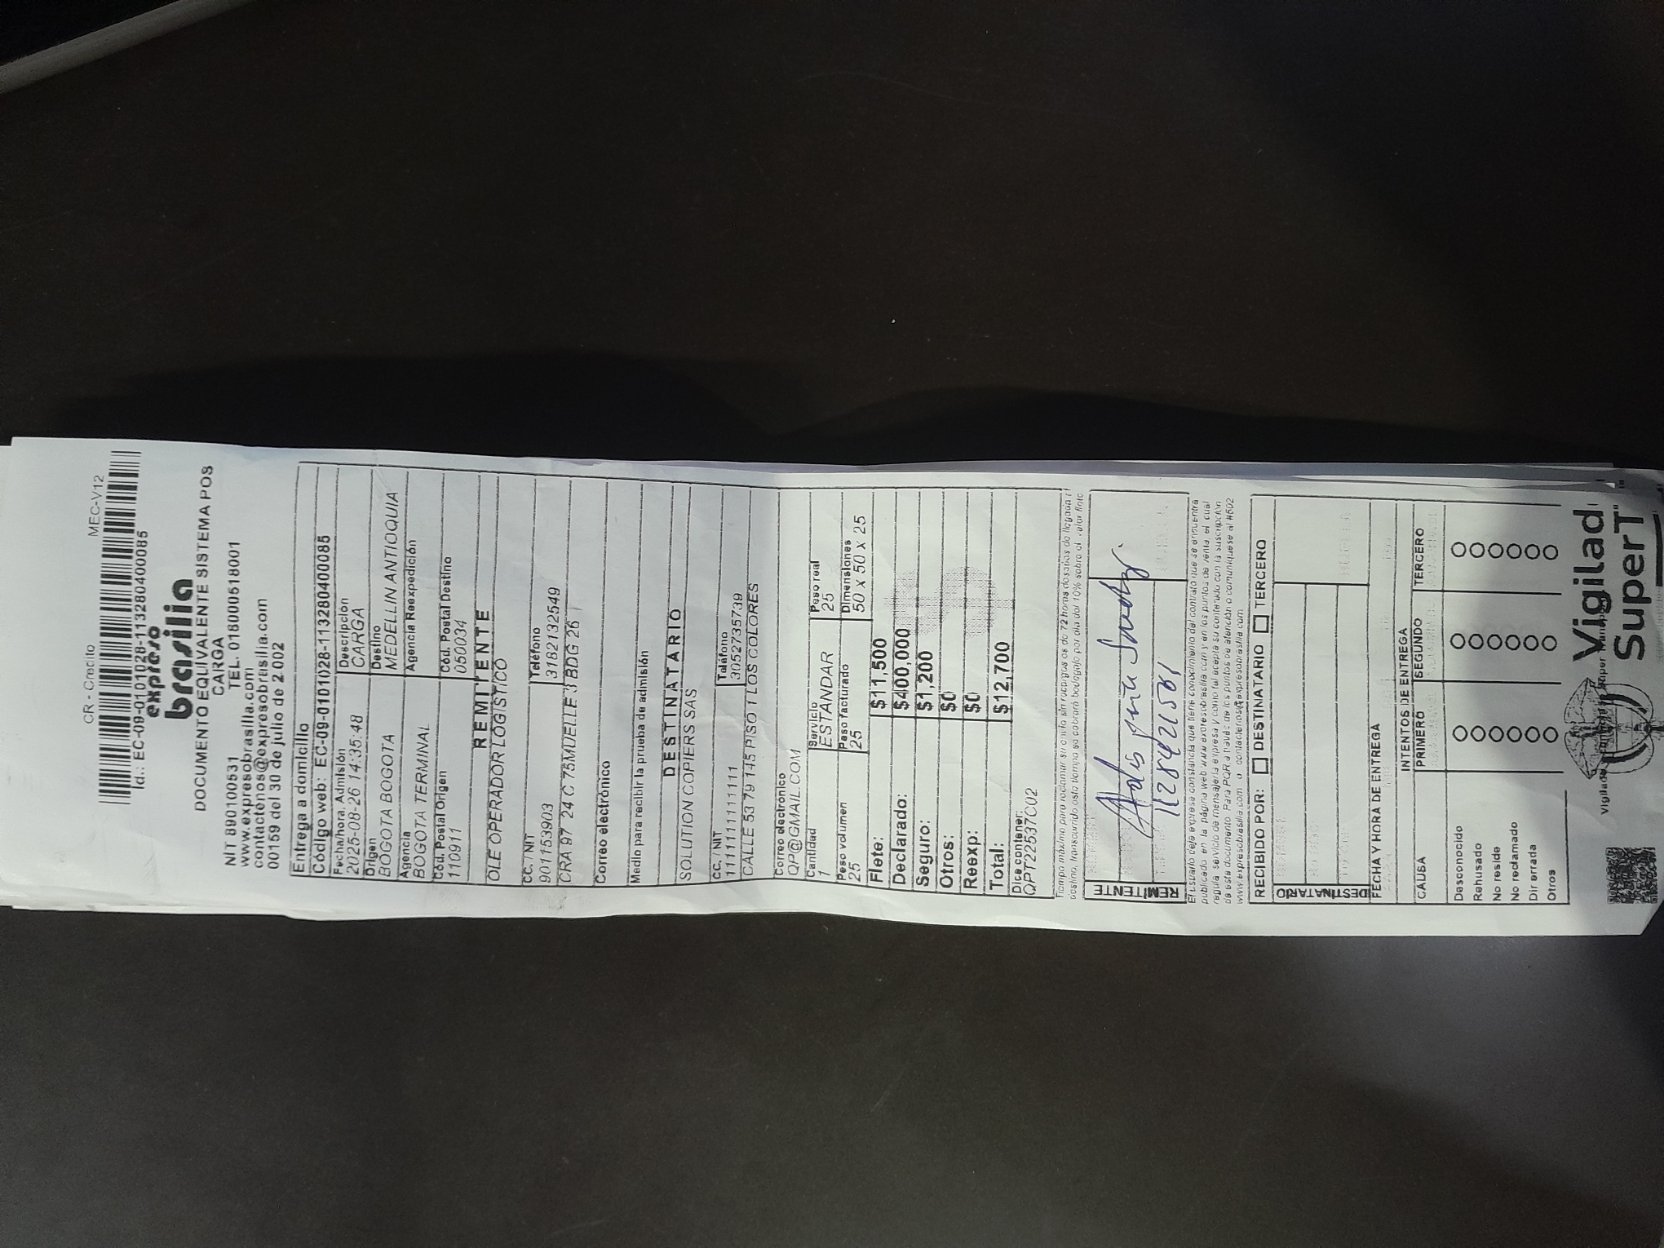 CR - Crédito MEC-V12
Id.: EC-09-0101028-1132804​00085
expreso
brasilia
DOCUMENTO EQUIVALENTE SISTEMA POS
CARGA
NIT 890100531 TEL. 018000518001
www.expresobrasilia.com
contactenos@expresobrasilia.com
00159 del 30 de julio de 2.002
Entrega a domicilio
Código web: EC-09-0101028-113280400085
Fecha/hora Admisión Descripción
2025-08-26 14:35:48 CARGA
Origen Destino
BOGOTA BOGOTA MEDELLIN ANTIOQUIA
Agencia Agencia Reexpedición
BOGOTA TERMINAL
Cód. Postal Origen Cód. Postal Destino
110911 050034
REMITENTE
OLE OPERADOR LOGISTICO
CC. / NIT Teléfono
901153903 3182132549
CRA 97 24 C 75MUELLE 3 BDG 26
Correo electrónico
Medio para recibir la prueba de admisión
DESTINATARIO
SOLUTION COPIERS SAS
CC. / NIT Teléfono
1111111111111 3052735739
CALLE 53 79 145 PISO 1 LOS COLORES
Correo electrónico
QP@GMAIL.COM
Cantidad Servicio Peso real
1 ESTANDAR 25
Peso volumen Peso facturado Dimensiones
25 25 50 x 50 x 25
Flete: $11,500
Declarado: $400,000
Seguro: $1,200
Otros: $0
Reexp: $0
Total: $12,700
Dice contener:
QPT22537C02
REMITENTE
RECIBIDO POR: DESTINATARIO TERCERO
DESTINATARIO
FECHA Y HORA DE ENTREGA
INTENTOS DE ENTREGA
CAUSA PRIMERO SEGUNDO TERCERO
Desconocido
Rehusado
No reside
No reclamado
Dir errada
Otros
Vigilad
SuperT